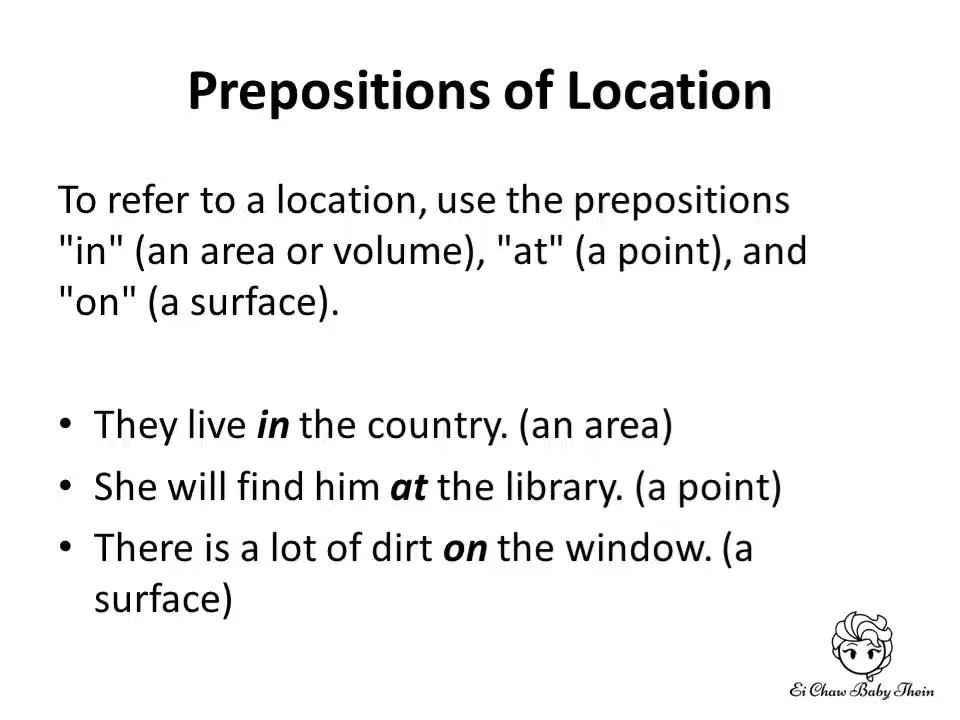 Prepositions of Location
To refer to a location, use the prepositions
"in" (an area or volume), "at" (a point), and
"on" (a surface).
• They live in the country. (an area)
• She will find him at the library. (a point)
• There is a lot of dirt on the window. (a
surface)
Ei Chaw Baby Thein